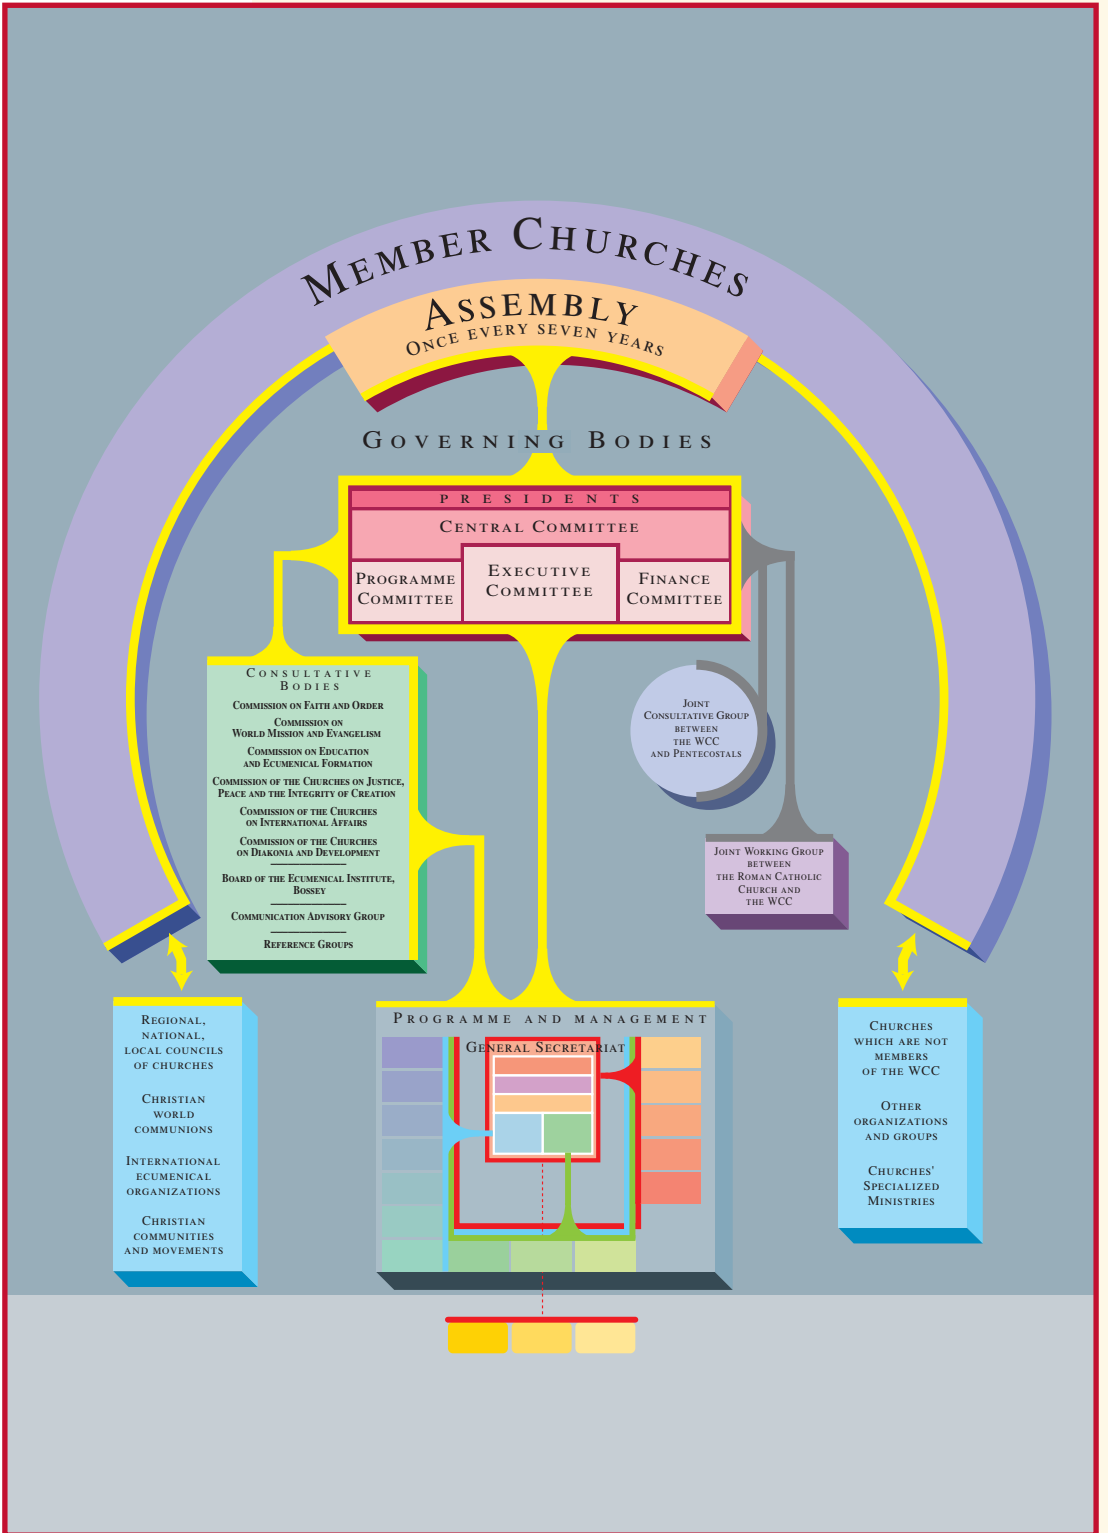 Member Churches
Assembly
Once every seven years
Governing Bodies
Presidents
Central Committee
Programme
Committee
Executive
Committee
Finance
Committee
Consultative
Bodies
Commission on Faith and Order
Commission on
World Mission and Evangelism
Commission on Education
and Ecumenical Formation
Commission of the Churches on Justice,
Peace and the Integrity of Creation
Commission of the Churches
on International Affairs
Commission of the Churches
on Diakonia and Development
Board of the Ecumenical Institute,
Bossey
Communication Advisory Group
Reference Groups
Joint
Consultative Group
between
the WCC
and Pentecostals
Joint Working Group
between
the Roman Catholic
Church and
the WCC
Regional,
national,
local councils
of churches
Christian
world
communions
International
ecumenical
organizations
Christian
communities
and movements
Programme and management
General Secretariat
Churches
which are not
members
of the WCC
Other
organizations
and groups
Churches'
Specialized
Ministries